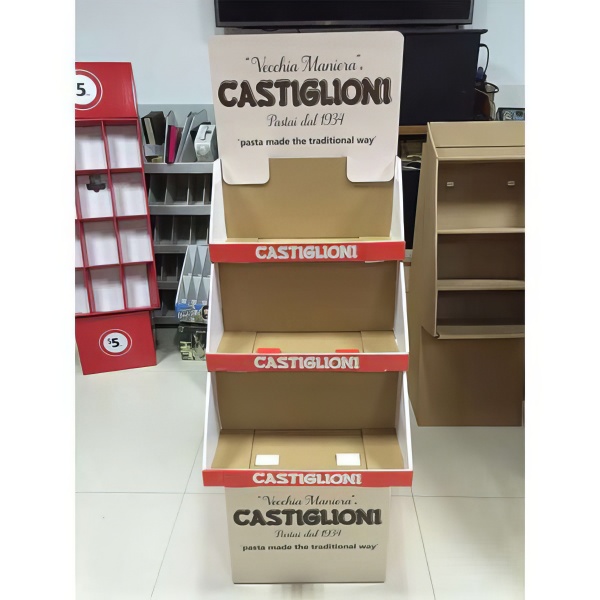 "Vecchia Maniera".
CASTIGLIONI
Pastai dal 1934
'pasta made the traditional way'
5
CASTIGLIONI
CASTIGLIONI
$5
CASTIGLIONI
"Vecchia Maniera".
CASTIGLIONI
Pastai dal 1934
'pasta made the traditional way'